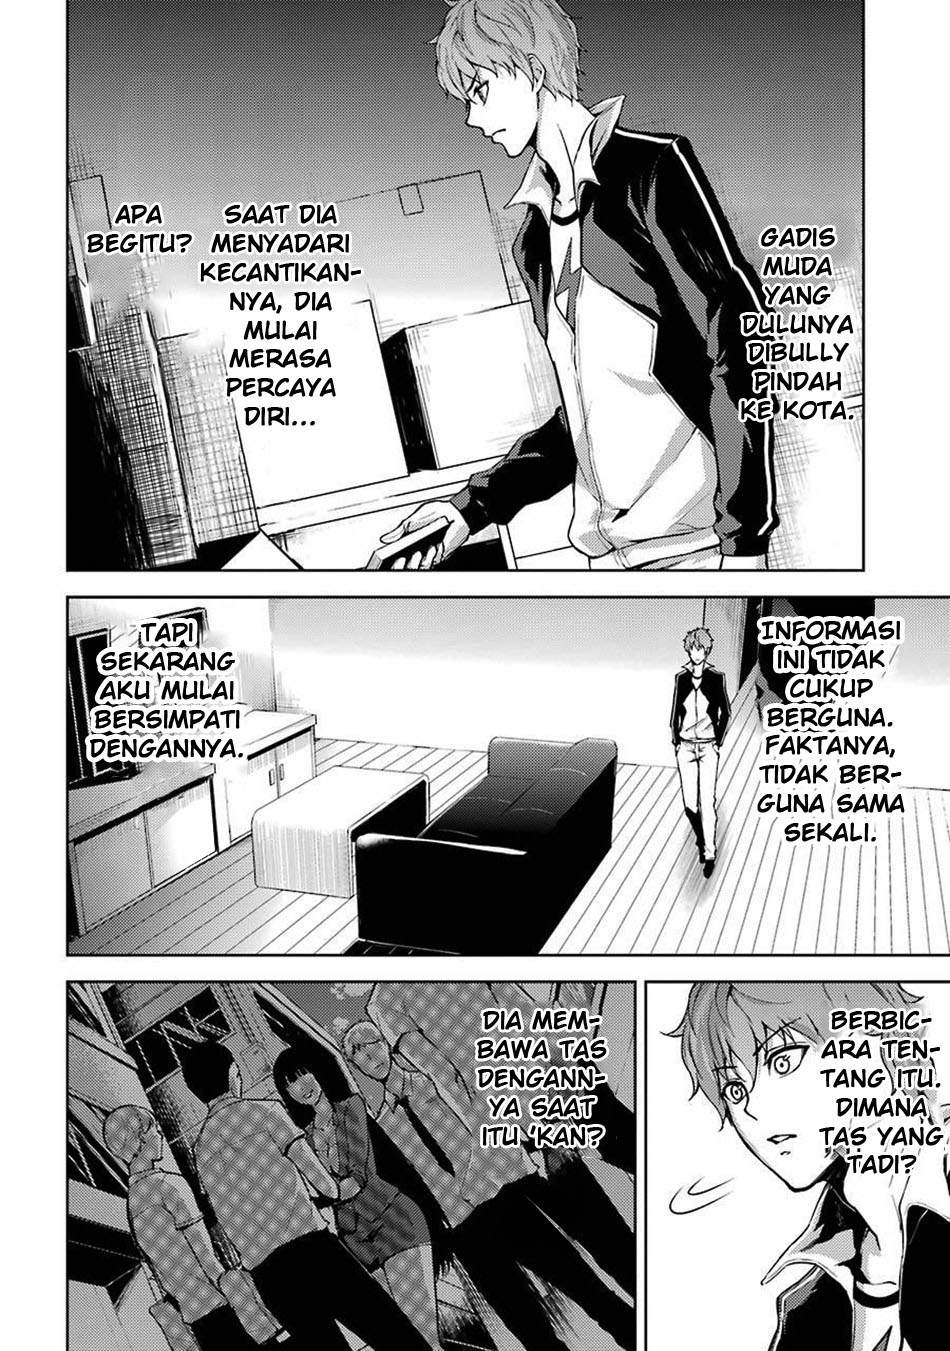 GADIS
MUDA
YANG
DULUNYA
DIBULLY
PINDAH
KE KOTA.
SAAT DIA
MENYADARI
KECANTIKAN-
NYA, DIA
MULAI
MERASA
PERCAYA
DIRI...
APA
BEGITU?
INFORMASI
INI TIDAK
CUKUP
BERGUNA.
FAKTANYA,
TIDAK BER-
GUNA SAMA
SEKALI.
TAPI
SEKARANG
AKU MULAI
BERSIMPATI
DENGANNYA.
BERBIC-
ARA TEN-
TANG ITU.
DIMANA
TAS YANG
TADI?
DIA MEM-
BAWA TAS
DENGANN-
YA SAAT
ITU 'KAN?